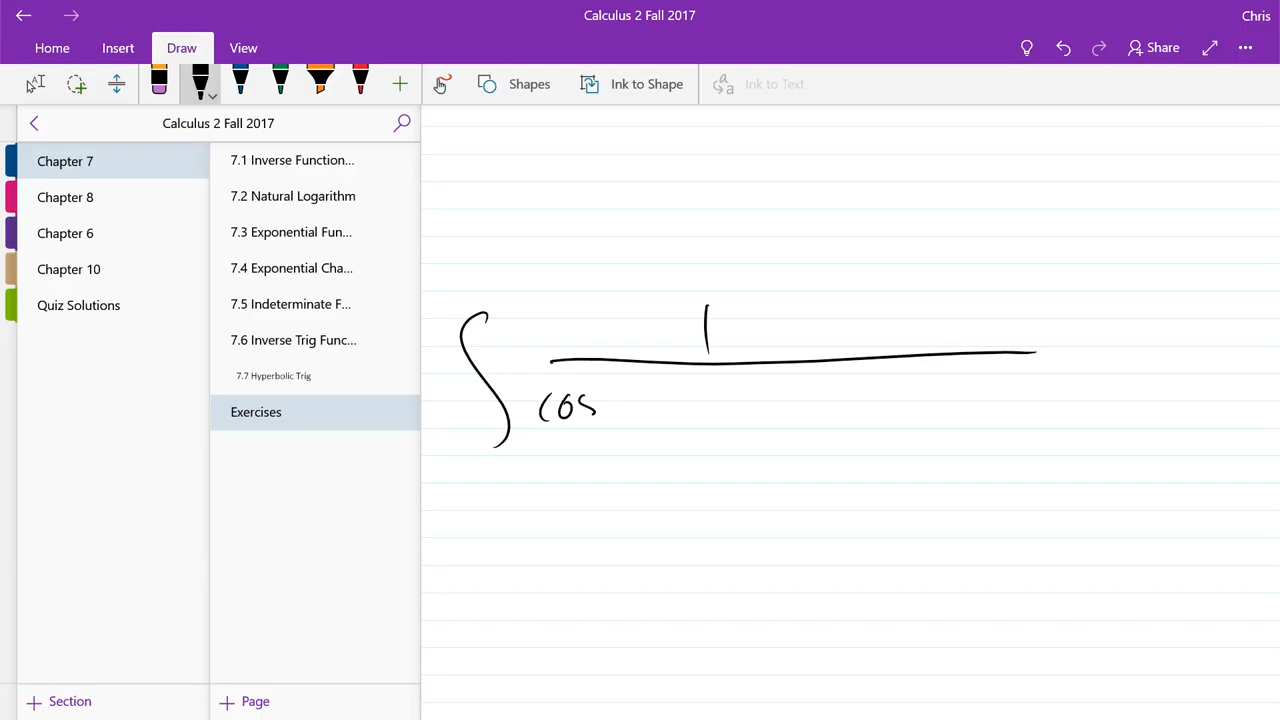 Calculus 2 Fall 2017
Chris
Home Insert Draw View
Share
Shapes Ink to Shape Ink to Text
Calculus 2 Fall 2017
Chapter 7
Chapter 8
Chapter 6
Chapter 10
Quiz Solutions
7.1 Inverse Function...
7.2 Natural Logarithm
7.3 Exponential Fun...
7.4 Exponential Cha...
7.5 Indeterminate F...
7.6 Inverse Trig Func...
7.7 Hyperbolic Trig
Exercises
∫ 1
cos
+ Section
+ Page